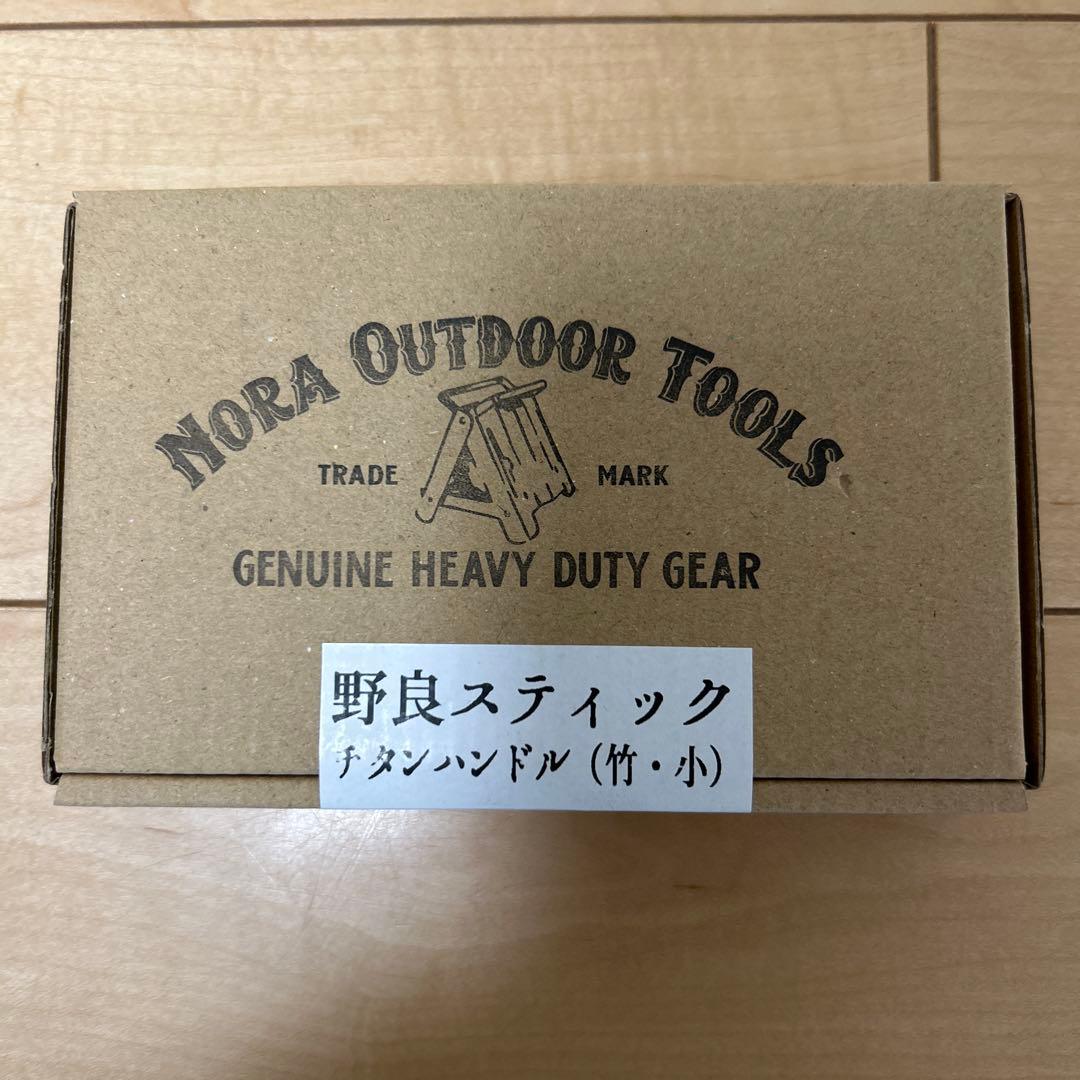 NORA OUTDOOR TOOLS
TRADE MARK
GENUINE HEAVY DUTY GEAR
野良スティック
チタンハンドル（竹・小）